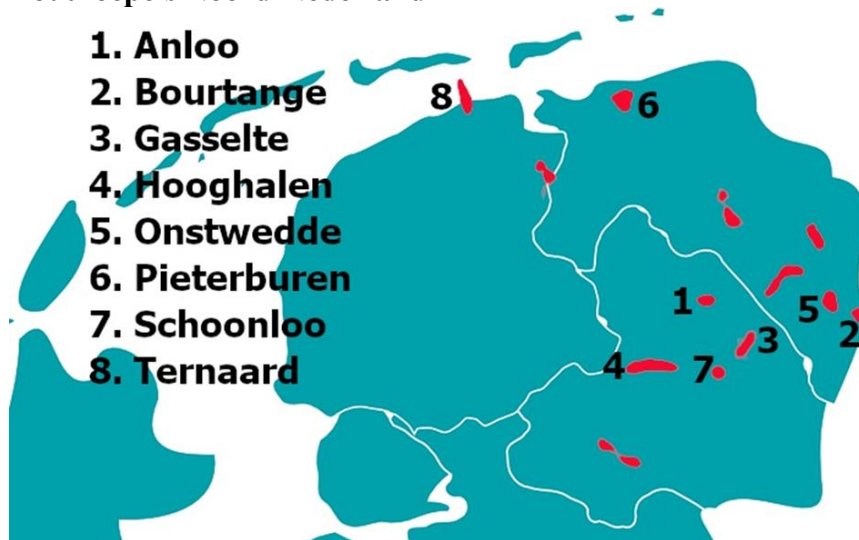 1. Anloo
2. Bourtange
3. Gasselte
4. Hooghalen
5. Onstwedde
6. Pieterburen
7. Schoonloo
8. Ternaard
8
6
1
5
2
3
4
7